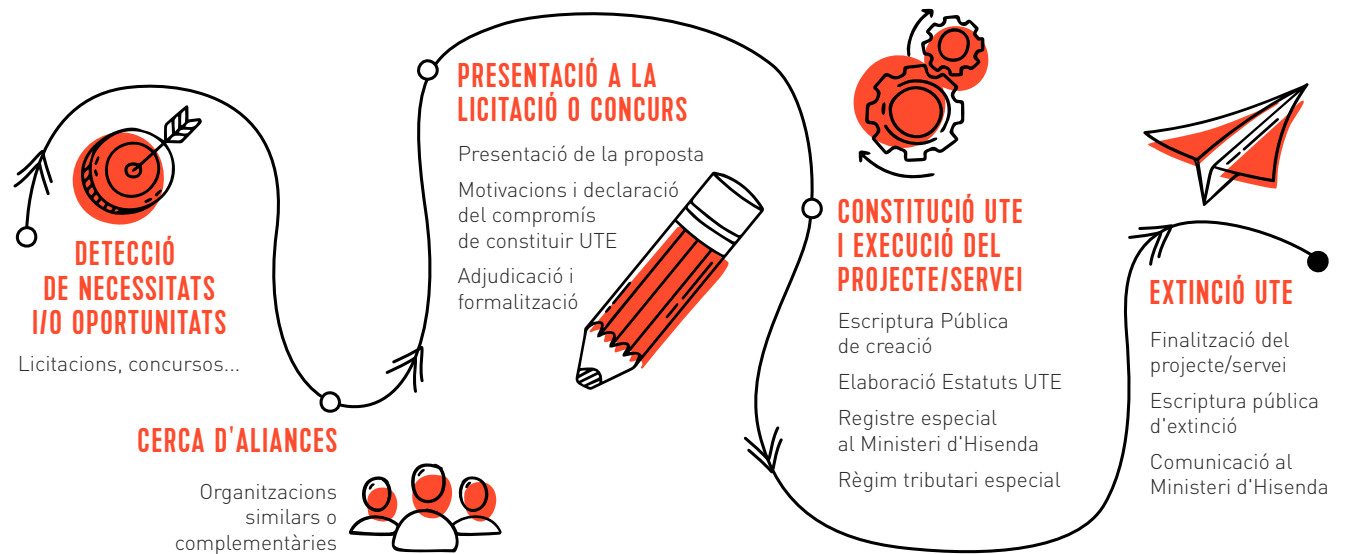 DETECCIÓ
DE NECESSITATS
I/O OPORTUNITATS
Licitacions, concursos...
CERCA D'ALIANCES
Organitzacions
similars o
complementàries
PRESENTACIÓ A LA
LICITACIÓ O CONCURS
Presentació de la proposta
Motivacions i declaració
del compromís
de constituir UTE
Adjudicació i
formalització
CONSTITUCIÓ UTE
I EXECUCIÓ DEL
PROJECTE/SERVEI
Escriptura Pública
de creació
Elaboració Estatuts UTE
Registre especial
al Ministeri d'Hisenda
Règim tributari especial
EXTINCIÓ UTE
Finalització del
projecte/servei
Escriptura pública
d'extinció
Comunicació al
Ministeri d'Hisenda